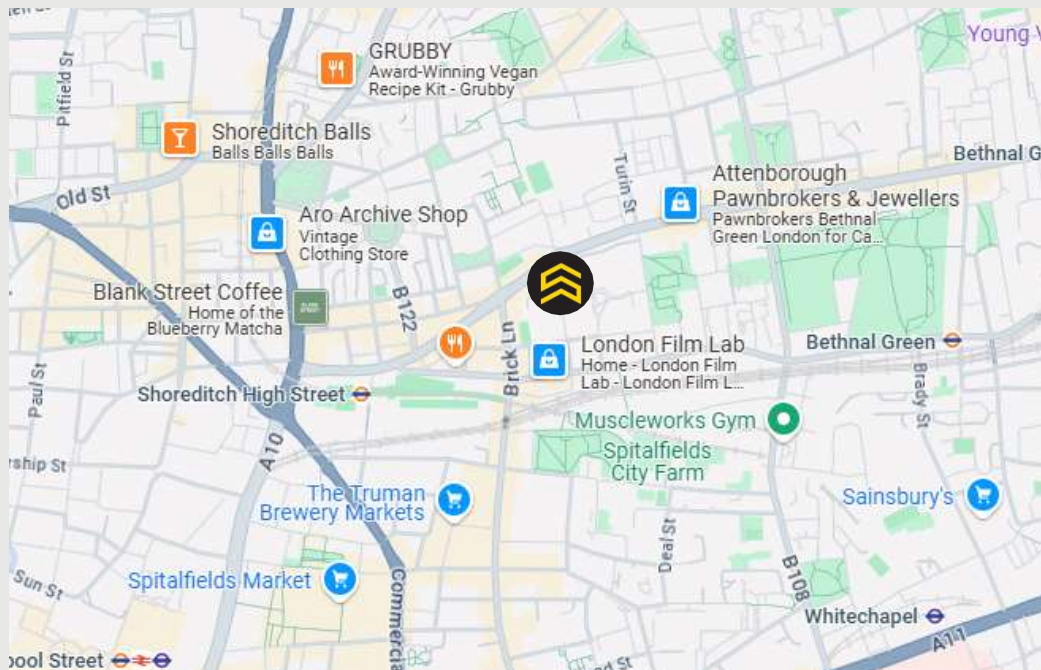 Pitfield St
GRUBBY
Award-Winning Vegan
Recipe Kit - Grubby
Young
Shoreditch Balls
Balls Balls Balls
Turin St
Bethnal G
Attenborough
Pawnbrokers & Jewellers
Pawnbrokers Bethnal
Green London for Ca...
Old St
Aro Archive Shop
Vintage
Clothing Store
Blank Street Coffee
Home of the
Blueberry Matcha
B122
Brick Ln
London Film Lab
Home - London Film
Lab - London Film L...
Bethnal Green
Paul St
Shoreditch High Street
Brady St
A10
Muscleworks Gym
Spitalfields
City Farm
rship St
The Truman
Brewery Markets
Sainsbury's
Deal St
Sun St
Spitalfields Market
Commercia
B108
Whitechapel
A11
pool Street
d St